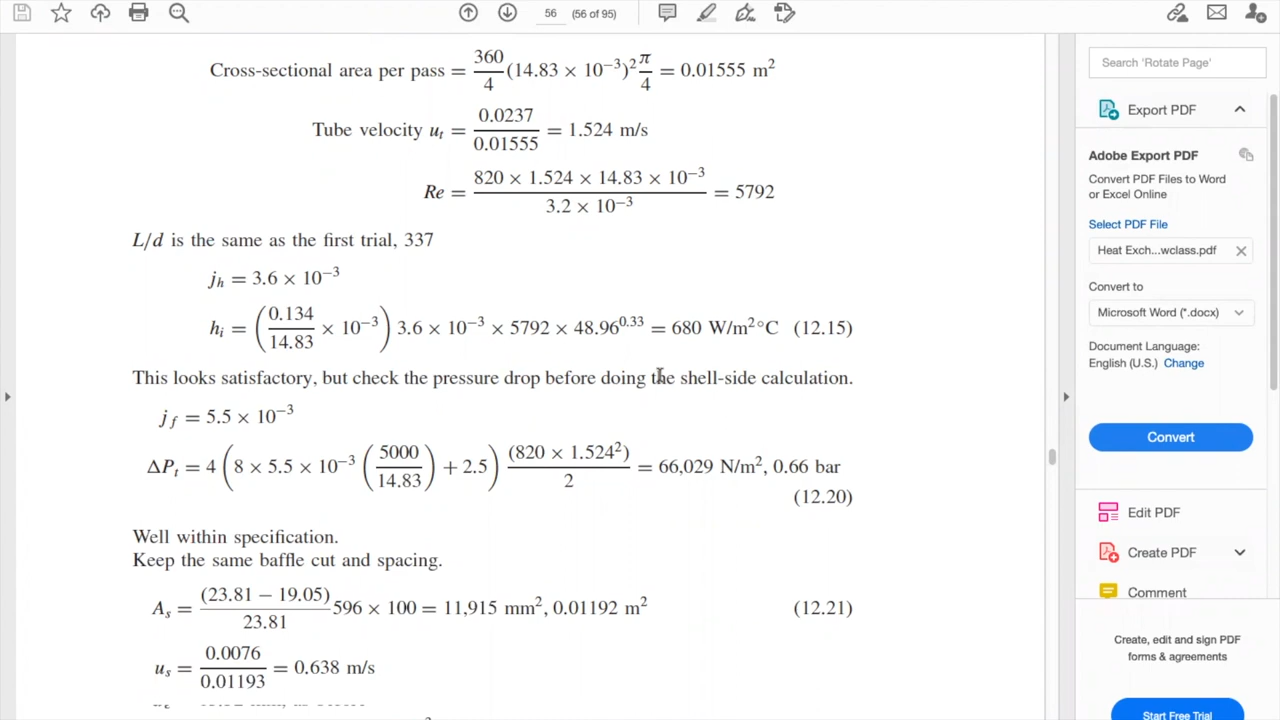 56 (56 of 95)
Search 'Rotate Page'
Cross-sectional area per pass = 360/4 (14.83 × 10⁻³)² π/4 = 0.01555 m²
Tube velocity uₜ = 0.0237/0.01555 = 1.524 m/s
Re = 820 × 1.524 × 14.83 × 10⁻³ / 3.2 × 10⁻³ = 5792
L/d is the same as the first trial, 337
jₕ = 3.6 × 10⁻³
hᵢ = (0.134/14.83 × 10⁻³) 3.6 × 10⁻³ × 5792 × 48.96⁰·³³ = 680 W/m²°C (12.15)
This looks satisfactory, but check the pressure drop before doing the shell-side calculation.
j_f = 5.5 × 10⁻³
ΔPₜ = 4 (8 × 5.5 × 10⁻³ (5000/14.83) + 2.5) (820 × 1.524²)/2 = 66,029 N/m², 0.66 bar
(12.20)
Well within specification.
Keep the same baffle cut and spacing.
Aₛ = (23.81 − 19.05)/23.81 596 × 100 = 11,915 mm², 0.01192 m² (12.21)
uₛ = 0.0076/0.01193 = 0.638 m/s
Export PDF
Adobe Export PDF
Convert PDF Files to Word
or Excel Online
Select PDF File
Heat Exch...wclass.pdf
Convert to
Microsoft Word (*.docx)
Document Language:
English (U.S.) Change
Convert
Edit PDF
Create PDF
Comment
Create, edit and sign PDF
forms & agreements
Start Free Trial